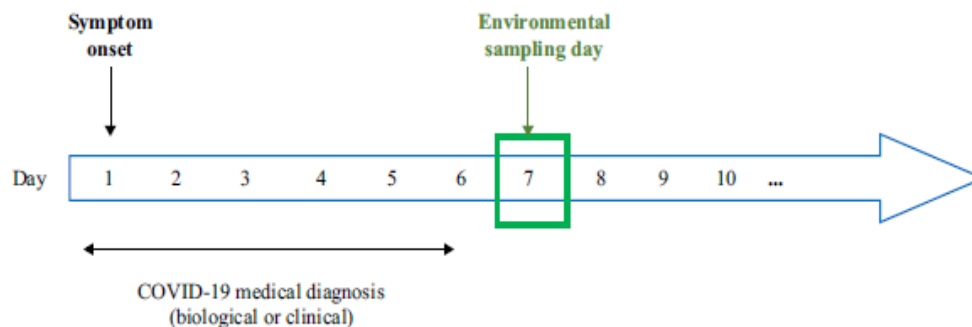 Symptom
onset
Environmental
sampling day
Day 1 2 3 4 5 6 7 8 9 10 ...
COVID-19 medical diagnosis
(biological or clinical)